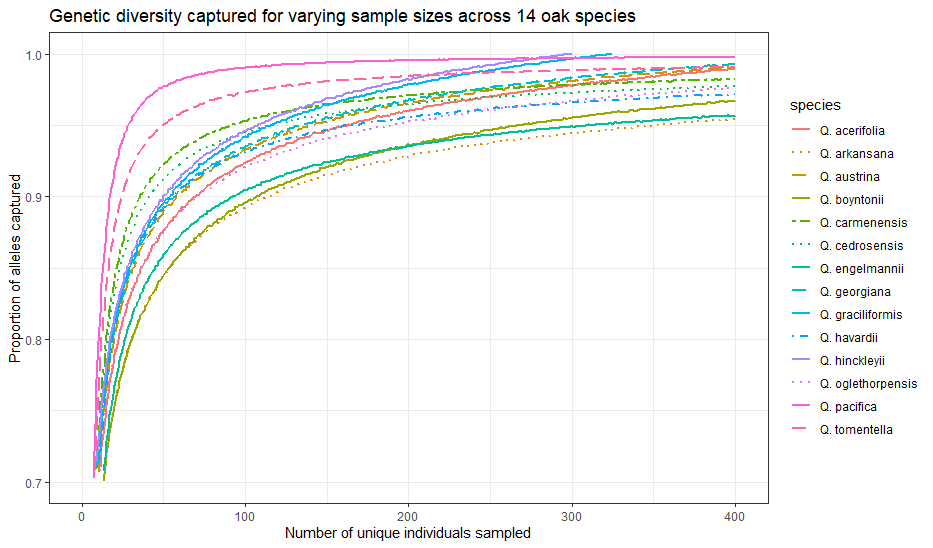 Genetic diversity captured for varying sample sizes across 14 oak species
Proportion of alleles captured
1.0
0.9
0.8
0.7
0
100
200
300
400
Number of unique individuals sampled
species
Q. acerifolia
Q. arkansana
Q. austrina
Q. boyntonii
Q. carmenensis
Q. cedrosensis
Q. engelmannii
Q. georgiana
Q. graciliformis
Q. havardii
Q. hinckleyii
Q. oglethorpensis
Q. pacifica
Q. tomentella